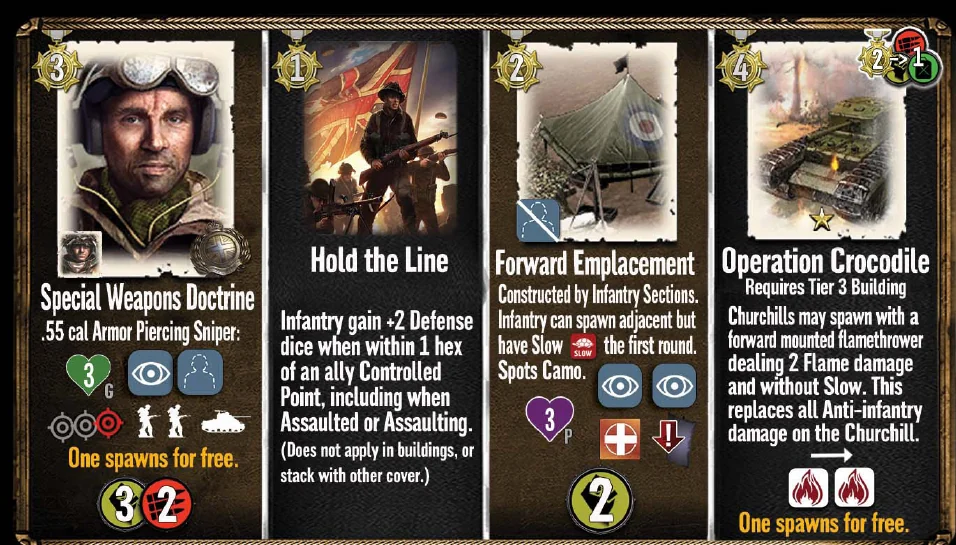 3
Special Weapons Doctrine
.55 cal Armor Piercing Sniper:
3
G
One spawns for free.
3 2
1
Hold the Line
Infantry gain +2 Defense
dice when within 1 hex
of an ally Controlled
Point, including when
Assaulted or Assaulting.
(Does not apply in buildings, or
stack with other cover.)
2
Forward Emplacement
Constructed by Infantry Sections.
Infantry can spawn adjacent but
have Slow SLOW the first round.
Spots Camo.
3
P
2
4
2->1
Operation Crocodile
Requires Tier 3 Building
Churchills may spawn with a
forward mounted flamethrower
dealing 2 Flame damage
and without Slow. This
replaces all Anti-infantry
damage on the Churchill.
One spawns for free.